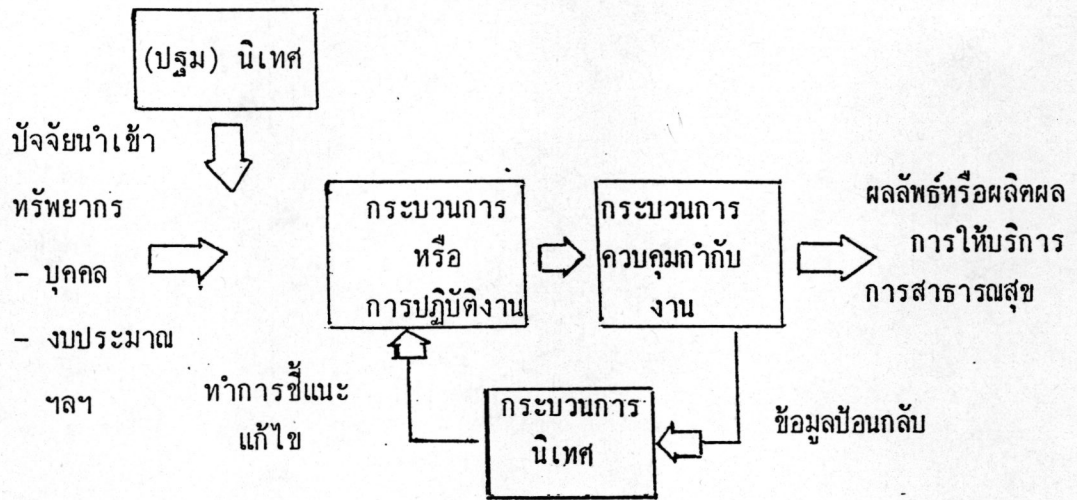 (ปฐม) นิเทศ
ปัจจัยนำเข้า
ทรัพยากร
- บุคคล
- งบประมาณ
ฯลฯ
กระบวนการ
หรือ
การปฏิบัติงาน
กระบวนการ
ควบคุมกำกับ
งาน
ผลลัพธ์หรือผลิตผล
การให้บริการ
การสาธารณสุข
ทำการชี้แนะ
แก้ไข
กระบวนการ
นิเทศ
ข้อมูลป้อนกลับ